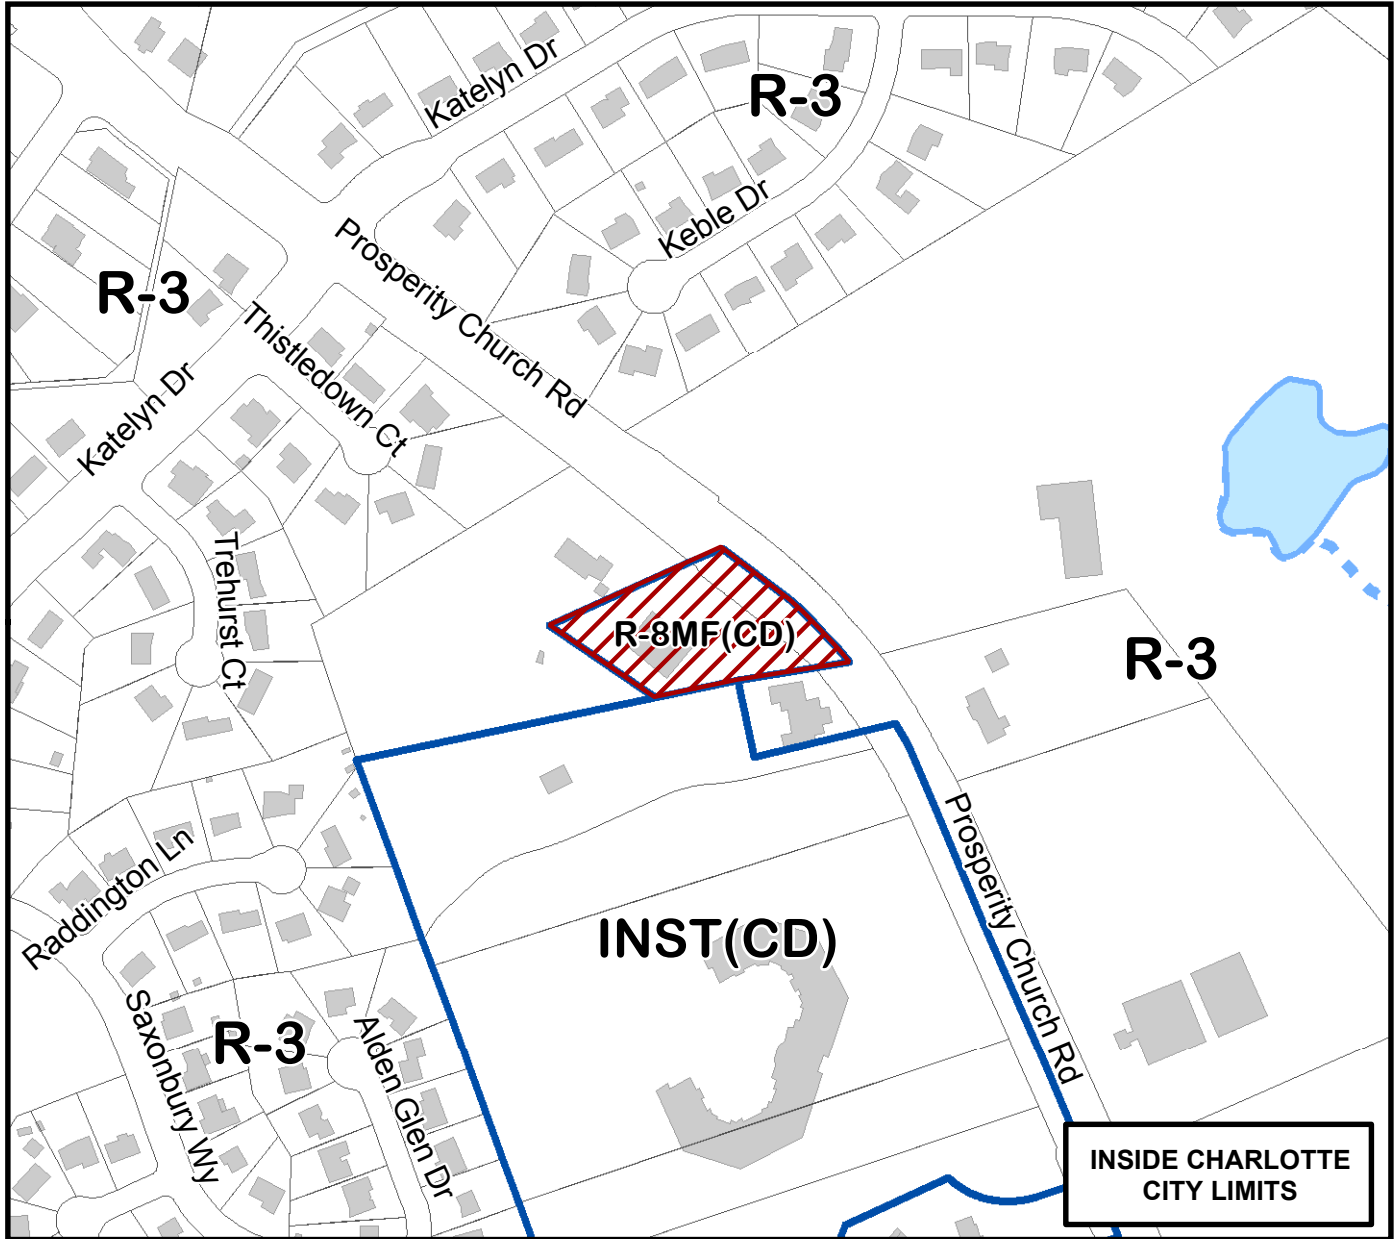 Katelyn Dr
R-3
Keble Dr
Prosperity Church Rd
R-3
Thistledown Ct
Katelyn Dr
Trehurst Ct
R-8MF(CD)
R-3
Prosperity Church Rd
Raddington Ln
INST(CD)
Saxonbury Wy
R-3
Alden Glen Dr
INSIDE CHARLOTTE
CITY LIMITS